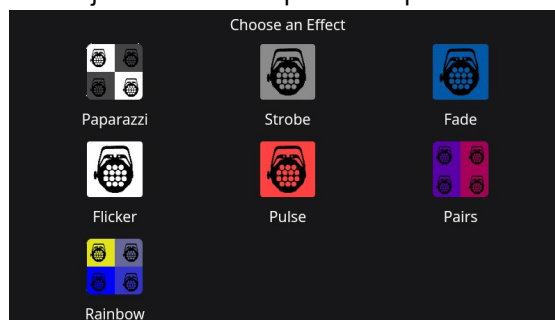 Choose an Effect
Paparazzi
Strobe
Fade
Flicker
Pulse
Pairs
Rainbow